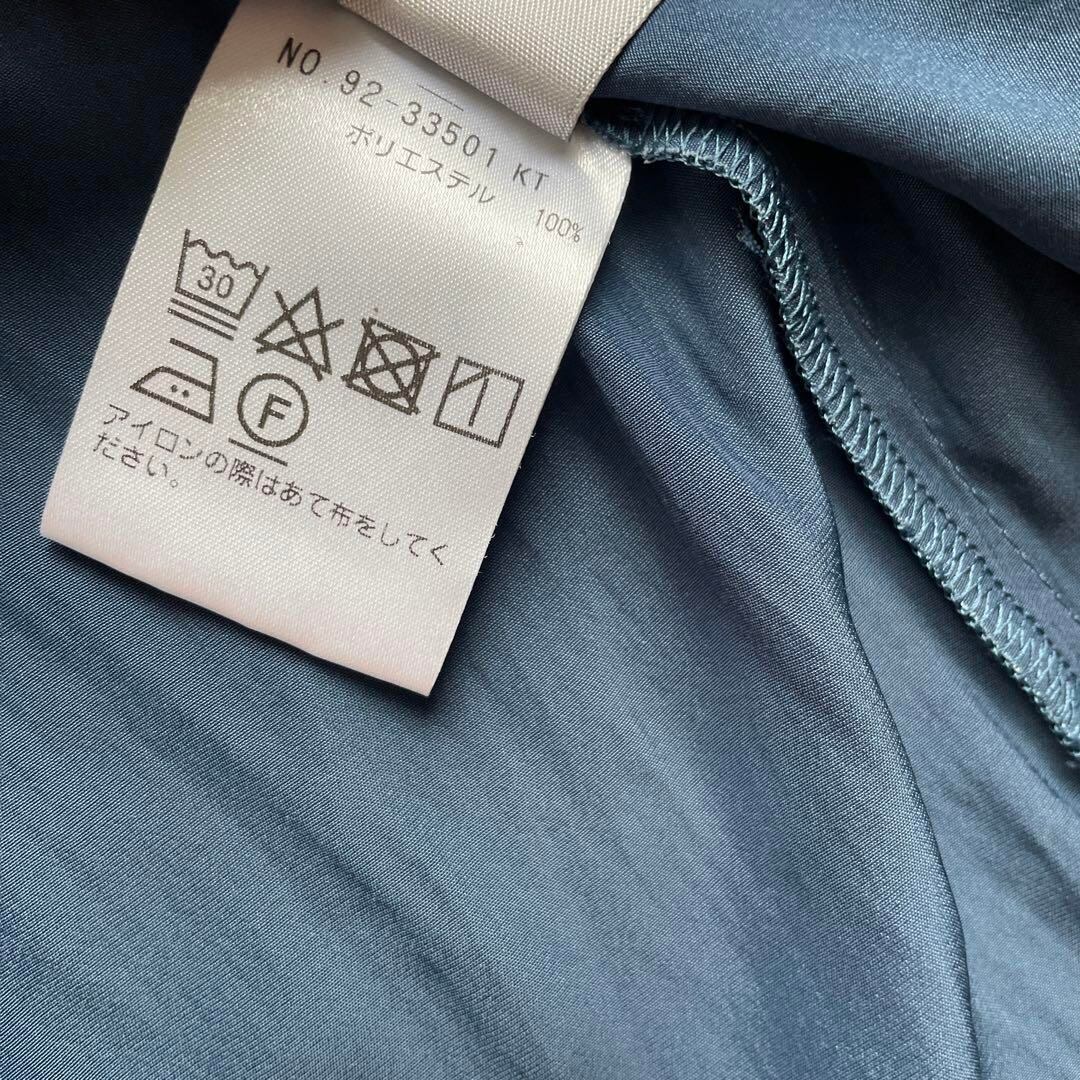 NO.92-33501 KT
ポリエステル 100%
30
F
アイロンの際はあて布をしてく
ださい。